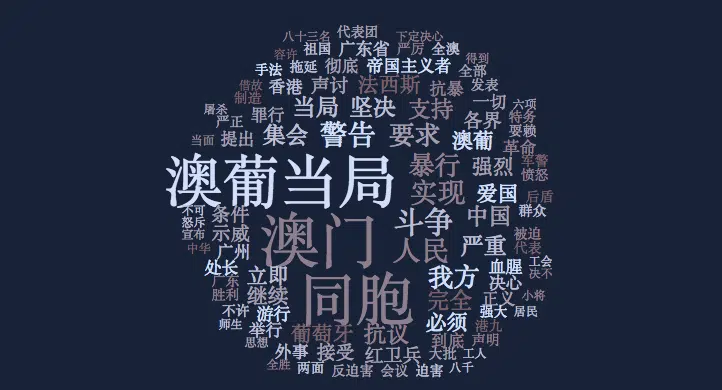 八十三名 代表团 下定决心
祖国 广东省 严厉 全澳
容许 得到
手法 拖延 彻底 帝国主义者 全部
借故 香港 声讨 法西斯 抗暴 发表
制造 当局 坚决 支持 一切 六项
屠杀 罪行 各界 特务
严正 集会 警告 要求 澳葡 耍赖
当面 提出 革命
澳葡当局 暴行 强烈 军警
愤怒
实现 爱国 后盾
不可 条件 澳门 斗争 中国 群众
怒斥 示威 人民 严重 被迫
宣布 代表
中华 广州 工会
处长 立即 同胞 我方 血腥 决不
广东 决心
胜利 继续 完全 正义 小将
不许 游行 必须 强大 居民
师生 举行 葡萄牙 抗议 港九
思想 到底 声明
外事 接受 红卫兵 大批 工人
全胜 两面 反迫害 会议 迫害 八千